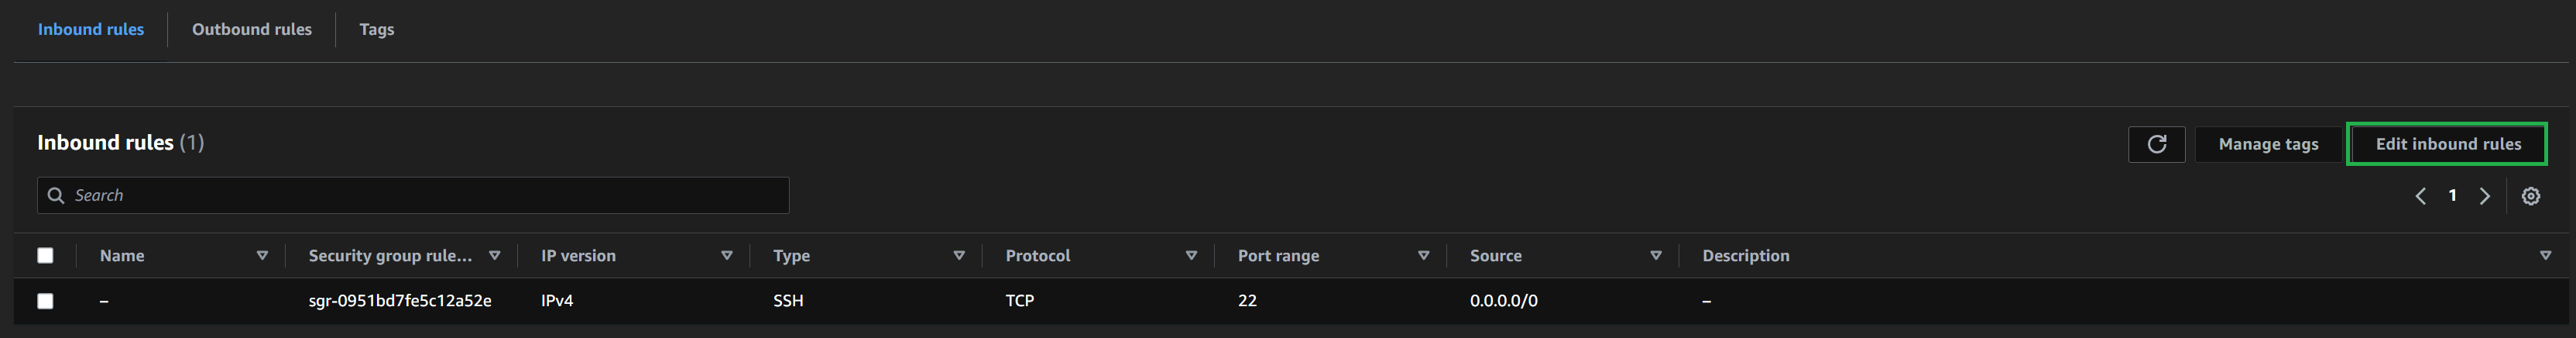 Inbound rules Outbound rules Tags
Inbound rules (1)
Manage tags Edit inbound rules
Search
1
Name Security group rule... IP version Type Protocol Port range Source Description
– sgr-0951bd7fe5c12a52e IPv4 SSH TCP 22 0.0.0.0/0 –